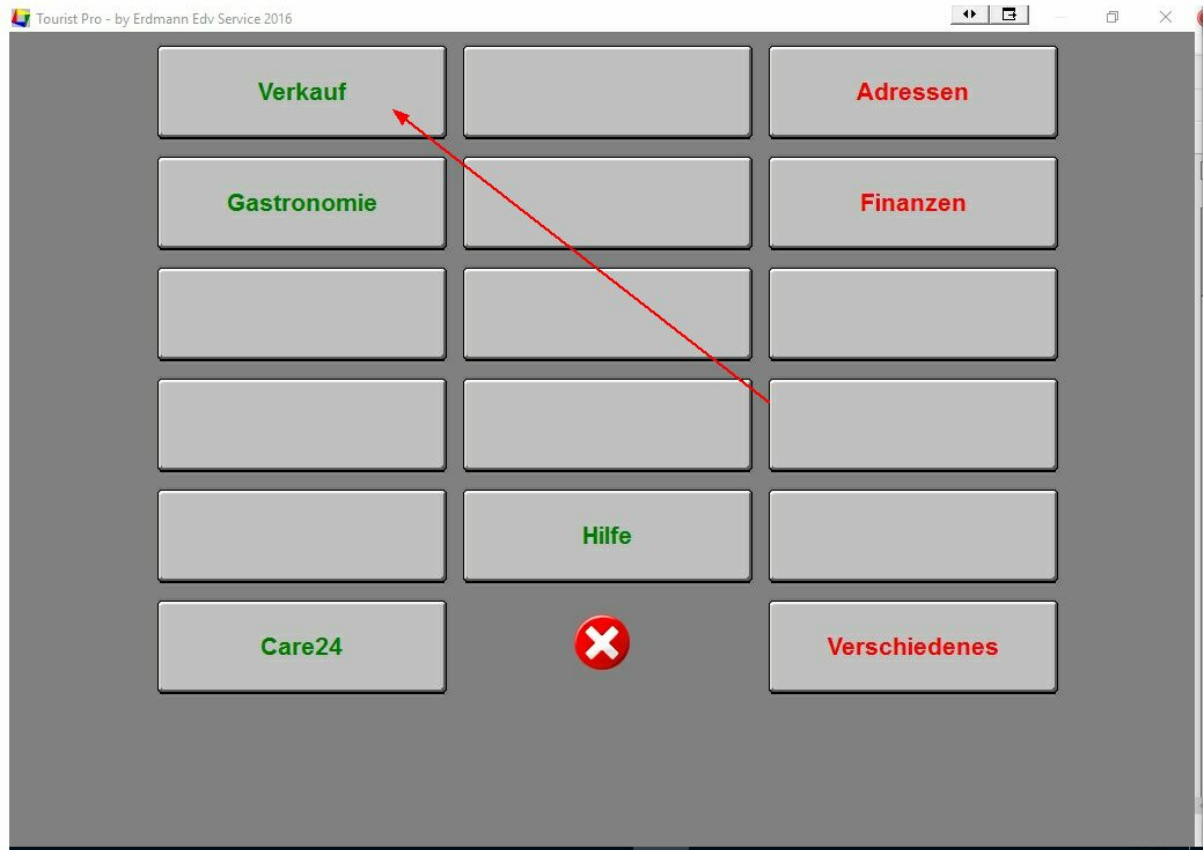 Tourist Pro - by Erdmann Edv Service 2016
Verkauf
Adressen
Gastronomie
Finanzen
Hilfe
Care24
Verschiedenes